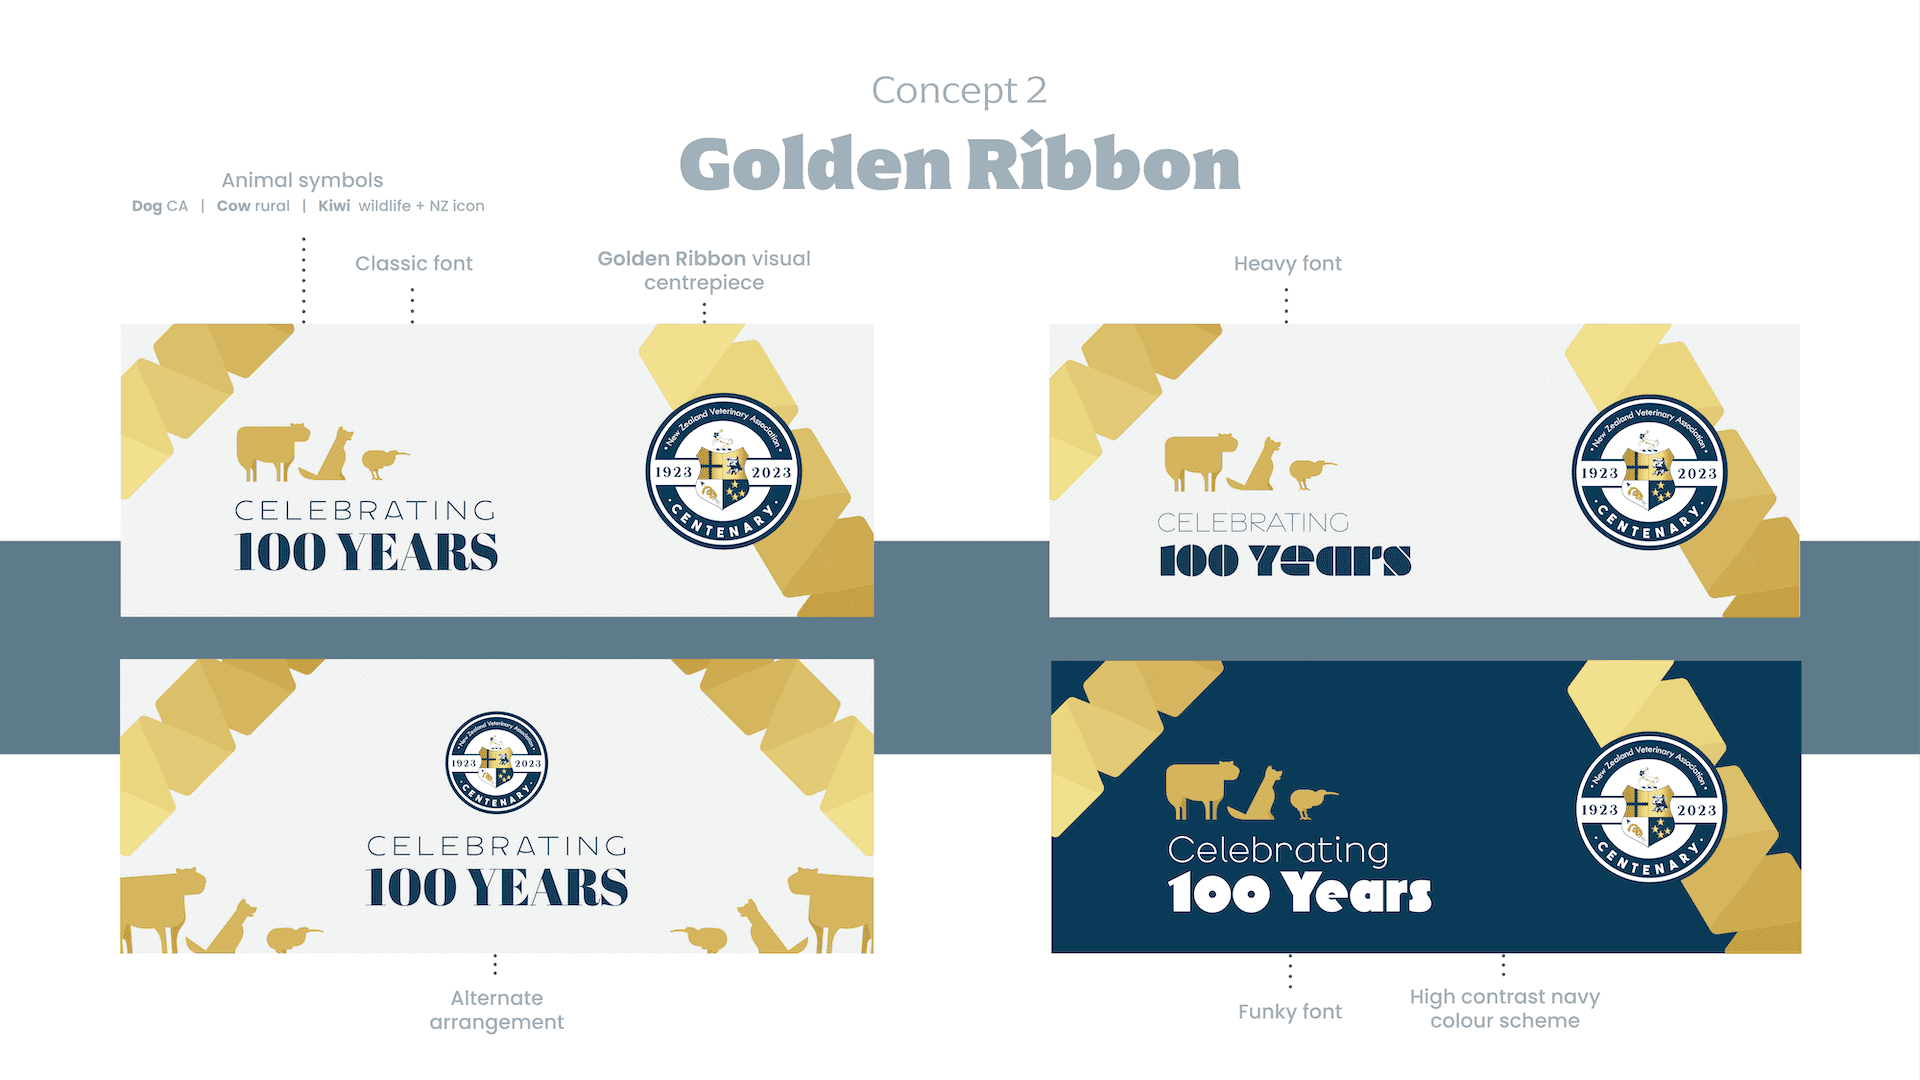 Concept 2
Golden Ribbon
Animal symbols
Dog CA | Cow rural | Kiwi wildlife + NZ icon
Classic font
Golden Ribbon visual
centrepiece
Heavy font
CELEBRATING
100 YEARS
• New Zealand Veterinary Association •
1923 2023
• CENTENARY •
CELEBRATING
100 Years
• New Zealand Veterinary Association •
1923 2023
• CENTENARY •
• New Zealand Veterinary Association •
1923 2023
• CENTENARY •
CELEBRATING
100 YEARS
Celebrating
100 Years
• New Zealand Veterinary Association •
1923 2023
• CENTENARY •
Alternate
arrangement
Funky font
High contrast navy
colour scheme